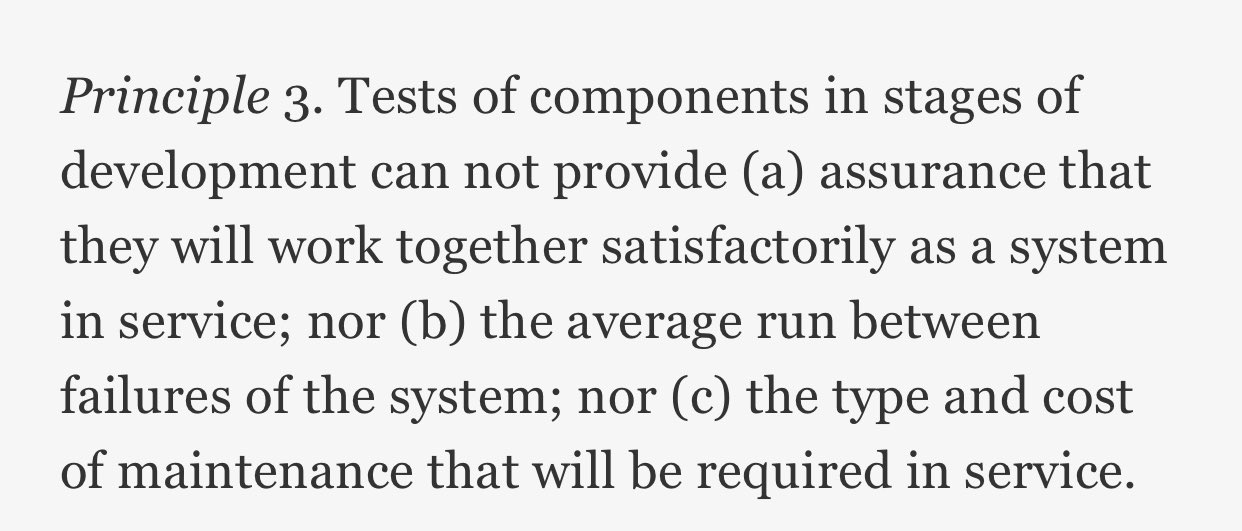 Principle 3. Tests of components in stages of
development can not provide (a) assurance that
they will work together satisfactorily as a system
in service; nor (b) the average run between
failures of the system; nor (c) the type and cost
of maintenance that will be required in service.